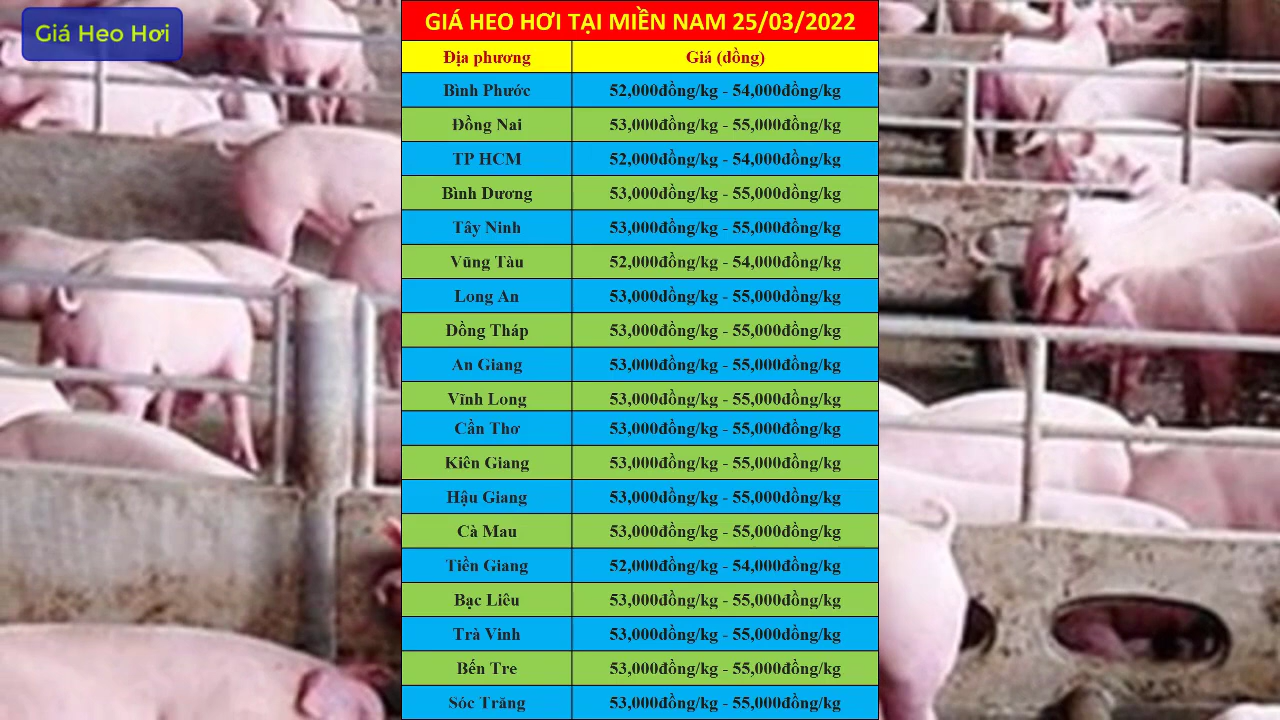 Giá Heo Hơi
GIÁ HEO HƠI TẠI MIỀN NAM 25/03/2022
Địa phương Giá (đồng)
Bình Phước 52,000đồng/kg - 54,000đồng/kg
Đồng Nai 53,000đồng/kg - 55,000đồng/kg
TP HCM 52,000đồng/kg - 54,000đồng/kg
Bình Dương 53,000đồng/kg - 55,000đồng/kg
Tây Ninh 53,000đồng/kg - 55,000đồng/kg
Vũng Tàu 52,000đồng/kg - 54,000đồng/kg
Long An 53,000đồng/kg - 55,000đồng/kg
Đồng Tháp 53,000đồng/kg - 55,000đồng/kg
An Giang 53,000đồng/kg - 55,000đồng/kg
Vĩnh Long 53,000đồng/kg - 55,000đồng/kg
Cần Thơ 53,000đồng/kg - 55,000đồng/kg
Kiên Giang 53,000đồng/kg - 55,000đồng/kg
Hậu Giang 53,000đồng/kg - 55,000đồng/kg
Cà Mau 53,000đồng/kg - 55,000đồng/kg
Tiền Giang 52,000đồng/kg - 54,000đồng/kg
Bạc Liêu 53,000đồng/kg - 55,000đồng/kg
Trà Vinh 53,000đồng/kg - 55,000đồng/kg
Bến Tre 53,000đồng/kg - 55,000đồng/kg
Sóc Trăng 53,000đồng/kg - 55,000đồng/kg